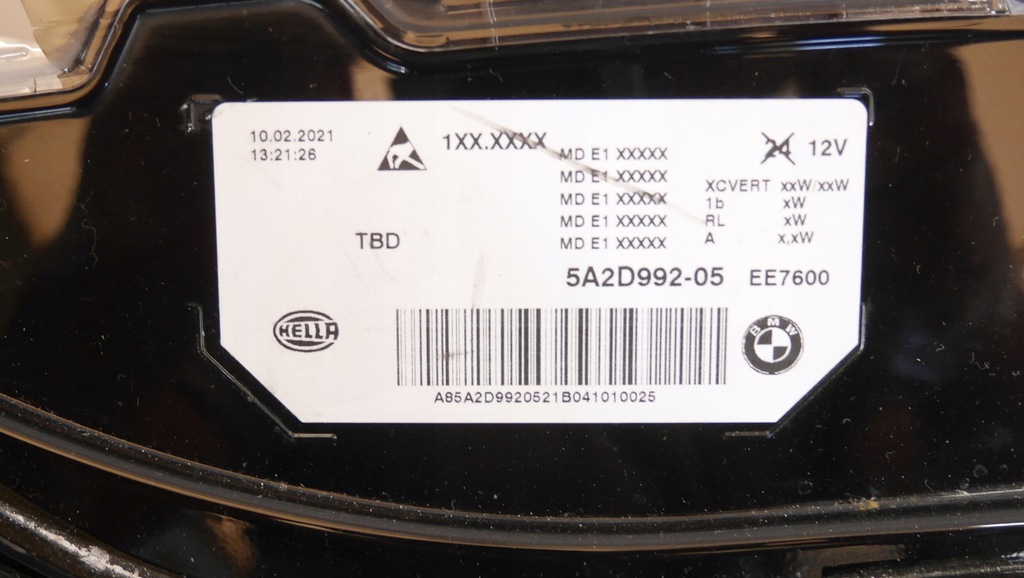 10.02.2021
13:21:26
1XX.XXXX
MD E1 XXXXX
MD E1 XXXXX
MD E1 XXXXX
MD E1 XXXXX
MD E1 XXXXX
24 12V
XCVERT xxW/xxW
1b xW
RL xW
A x,xW
TBD
5A2D992-05 EE7600
HELLA
BMW
A85A2D9920521B041010025